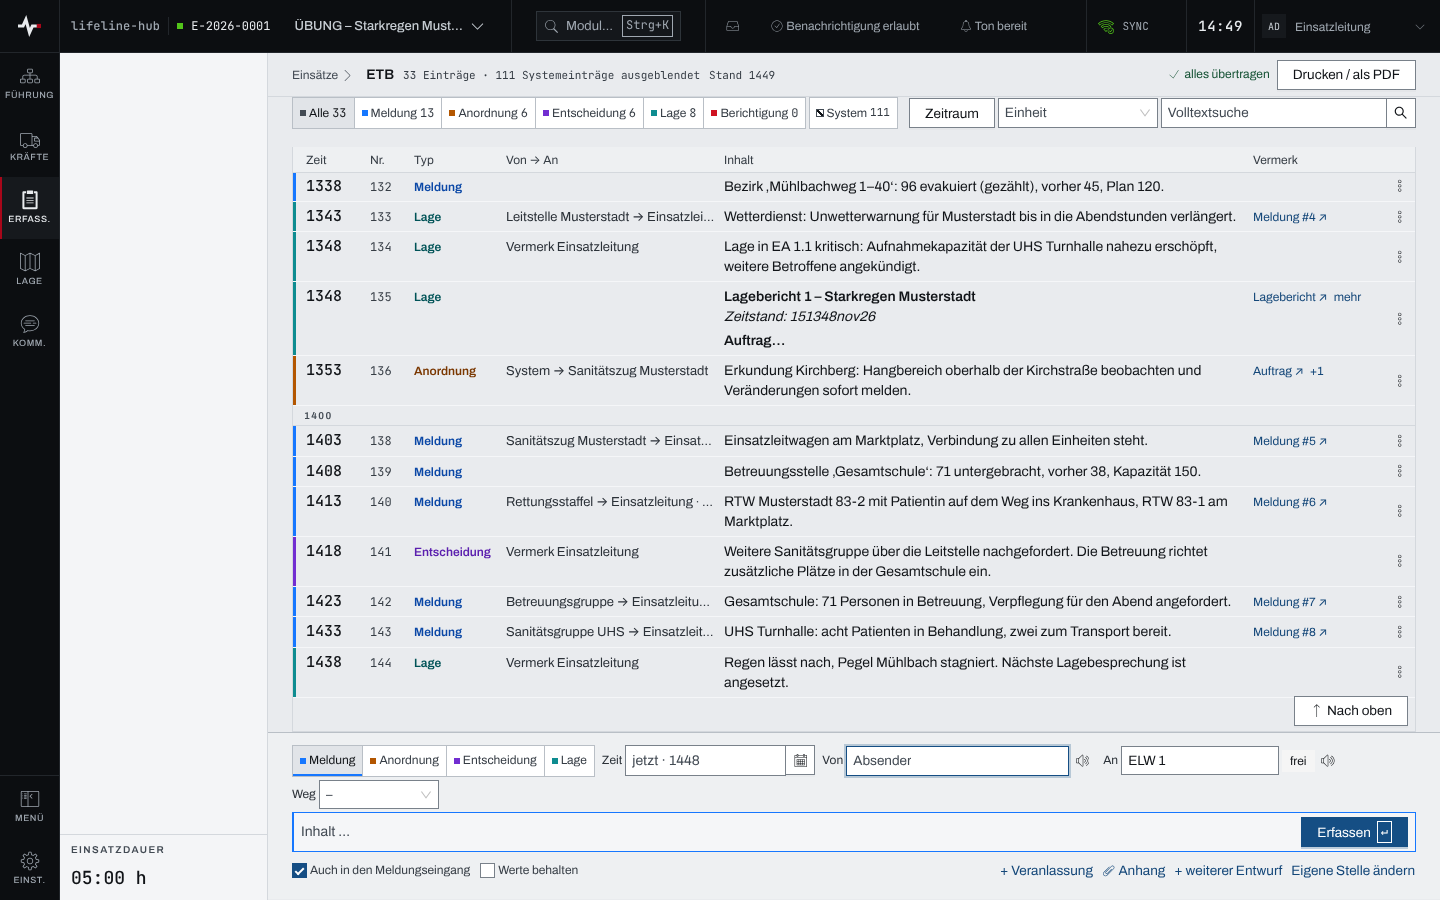 lifeline-hub E-2026-0001 ÜBUNG – Starkregen Must... Modul... Strg+K Benachrichtigung erlaubt Ton bereit SYNC 14:49 AD Einsatzleitung
FÜHRUNG
KRÄFTE
ERFASS.
LAGE
KOMM.
MENÜ
EINST.
EINSATZDAUER
05:00 h
Einsätze ETB 33 Einträge · 111 Systemeinträge ausgeblendet Stand 1449 alles übertragen Drucken / als PDF
Alle 33 Meldung 13 Anordnung 6 Entscheidung 6 Lage 8 Berichtigung 0 System 111 Zeitraum Einheit Volltextsuche
Zeit Nr. Typ Von → An Inhalt Vermerk
1338 132 Meldung Bezirk ‚Mühlbachweg 1–40‘: 96 evakuiert (gezählt), vorher 45, Plan 120.
1343 133 Lage Leitstelle Musterstadt → Einsatzlei... Wetterdienst: Unwetterwarnung für Musterstadt bis in die Abendstunden verlängert. Meldung #4 ↗
1348 134 Lage Vermerk Einsatzleitung Lage in EA 1.1 kritisch: Aufnahmekapazität der UHS Turnhalle nahezu erschöpft,
weitere Betroffene angekündigt.
1348 135 Lage Lagebericht 1 – Starkregen Musterstadt Lagebericht ↗ mehr
Zeitstand: 151348nov26
Auftrag...
1353 136 Anordnung System → Sanitätszug Musterstadt Erkundung Kirchberg: Hangbereich oberhalb der Kirchstraße beobachten und Auftrag ↗ +1
Veränderungen sofort melden.
1400
1403 138 Meldung Sanitätszug Musterstadt → Einsat... Einsatzleitwagen am Marktplatz, Verbindung zu allen Einheiten steht. Meldung #5 ↗
1408 139 Meldung Betreuungsstelle ‚Gesamtschule‘: 71 untergebracht, vorher 38, Kapazität 150.
1413 140 Meldung Rettungsstaffel → Einsatzleitung · ... RTW Musterstadt 83-2 mit Patientin auf dem Weg ins Krankenhaus, RTW 83-1 am Meldung #6 ↗
Marktplatz.
1418 141 Entscheidung Vermerk Einsatzleitung Weitere Sanitätsgruppe über die Leitstelle nachgefordert. Die Betreuung richtet
zusätzliche Plätze in der Gesamtschule ein.
1423 142 Meldung Betreuungsgruppe → Einsatzleitu... Gesamtschule: 71 Personen in Betreuung, Verpflegung für den Abend angefordert. Meldung #7 ↗
1433 143 Meldung Sanitätsgruppe UHS → Einsatzleit... UHS Turnhalle: acht Patienten in Behandlung, zwei zum Transport bereit. Meldung #8 ↗
1438 144 Lage Vermerk Einsatzleitung Regen lässt nach, Pegel Mühlbach stagniert. Nächste Lagebesprechung ist
angesetzt.
↑ Nach oben
Meldung Anordnung Entscheidung Lage Zeit jetzt · 1448 Von Absender An ELW 1 frei
Weg –
Inhalt ... Erfassen ↵
Auch in den Meldungseingang Werte behalten + Veranlassung Anhang + weiterer Entwurf Eigene Stelle ändern